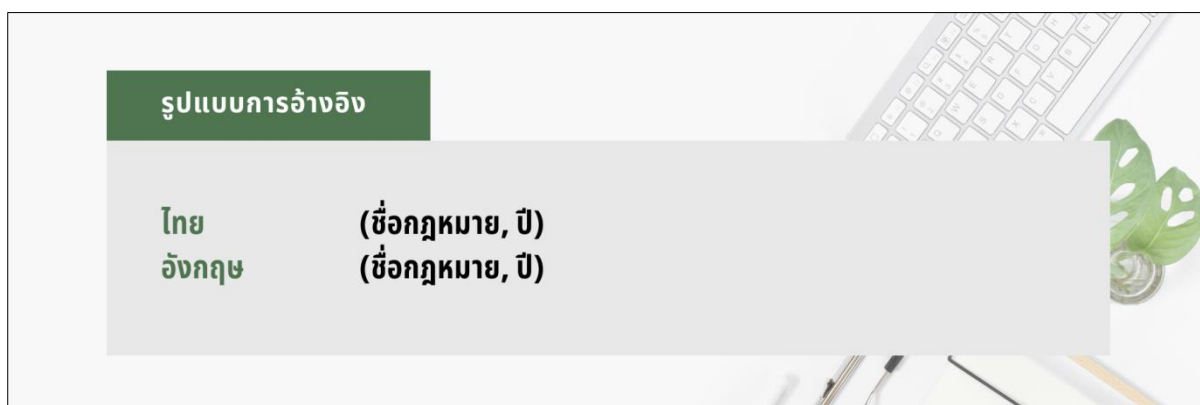 รูปแบบการอ้างอิง
ไทย (ชื่อกฎหมาย, ปี)
อังกฤษ (ชื่อกฎหมาย, ปี)